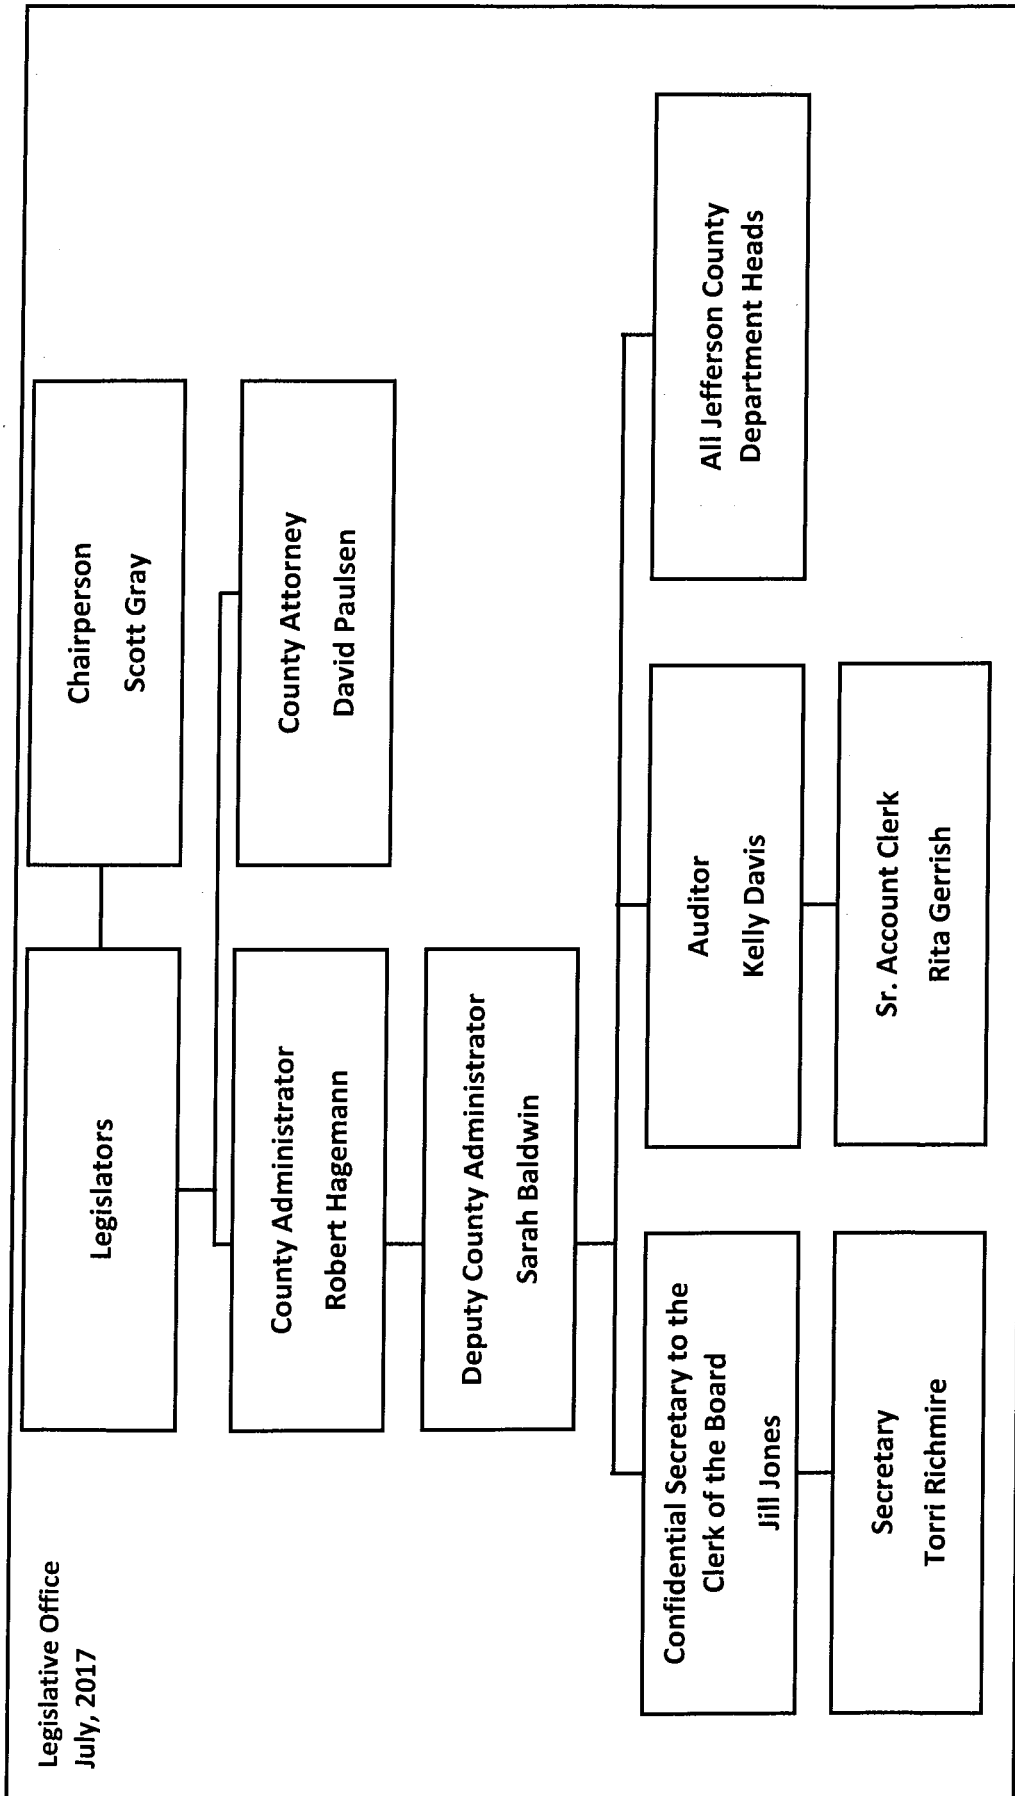 Legislative Office
July, 2017
Legislators
Chairperson
Scott Gray
County Administrator
Robert Hagemann
County Attorney
David Paulsen
Deputy County Administrator
Sarah Baldwin
Confidential Secretary to the
Clerk of the Board
Jill Jones
Auditor
Kelly Davis
All Jefferson County
Department Heads
Secretary
Torri Richmire
Sr. Account Clerk
Rita Gerrish